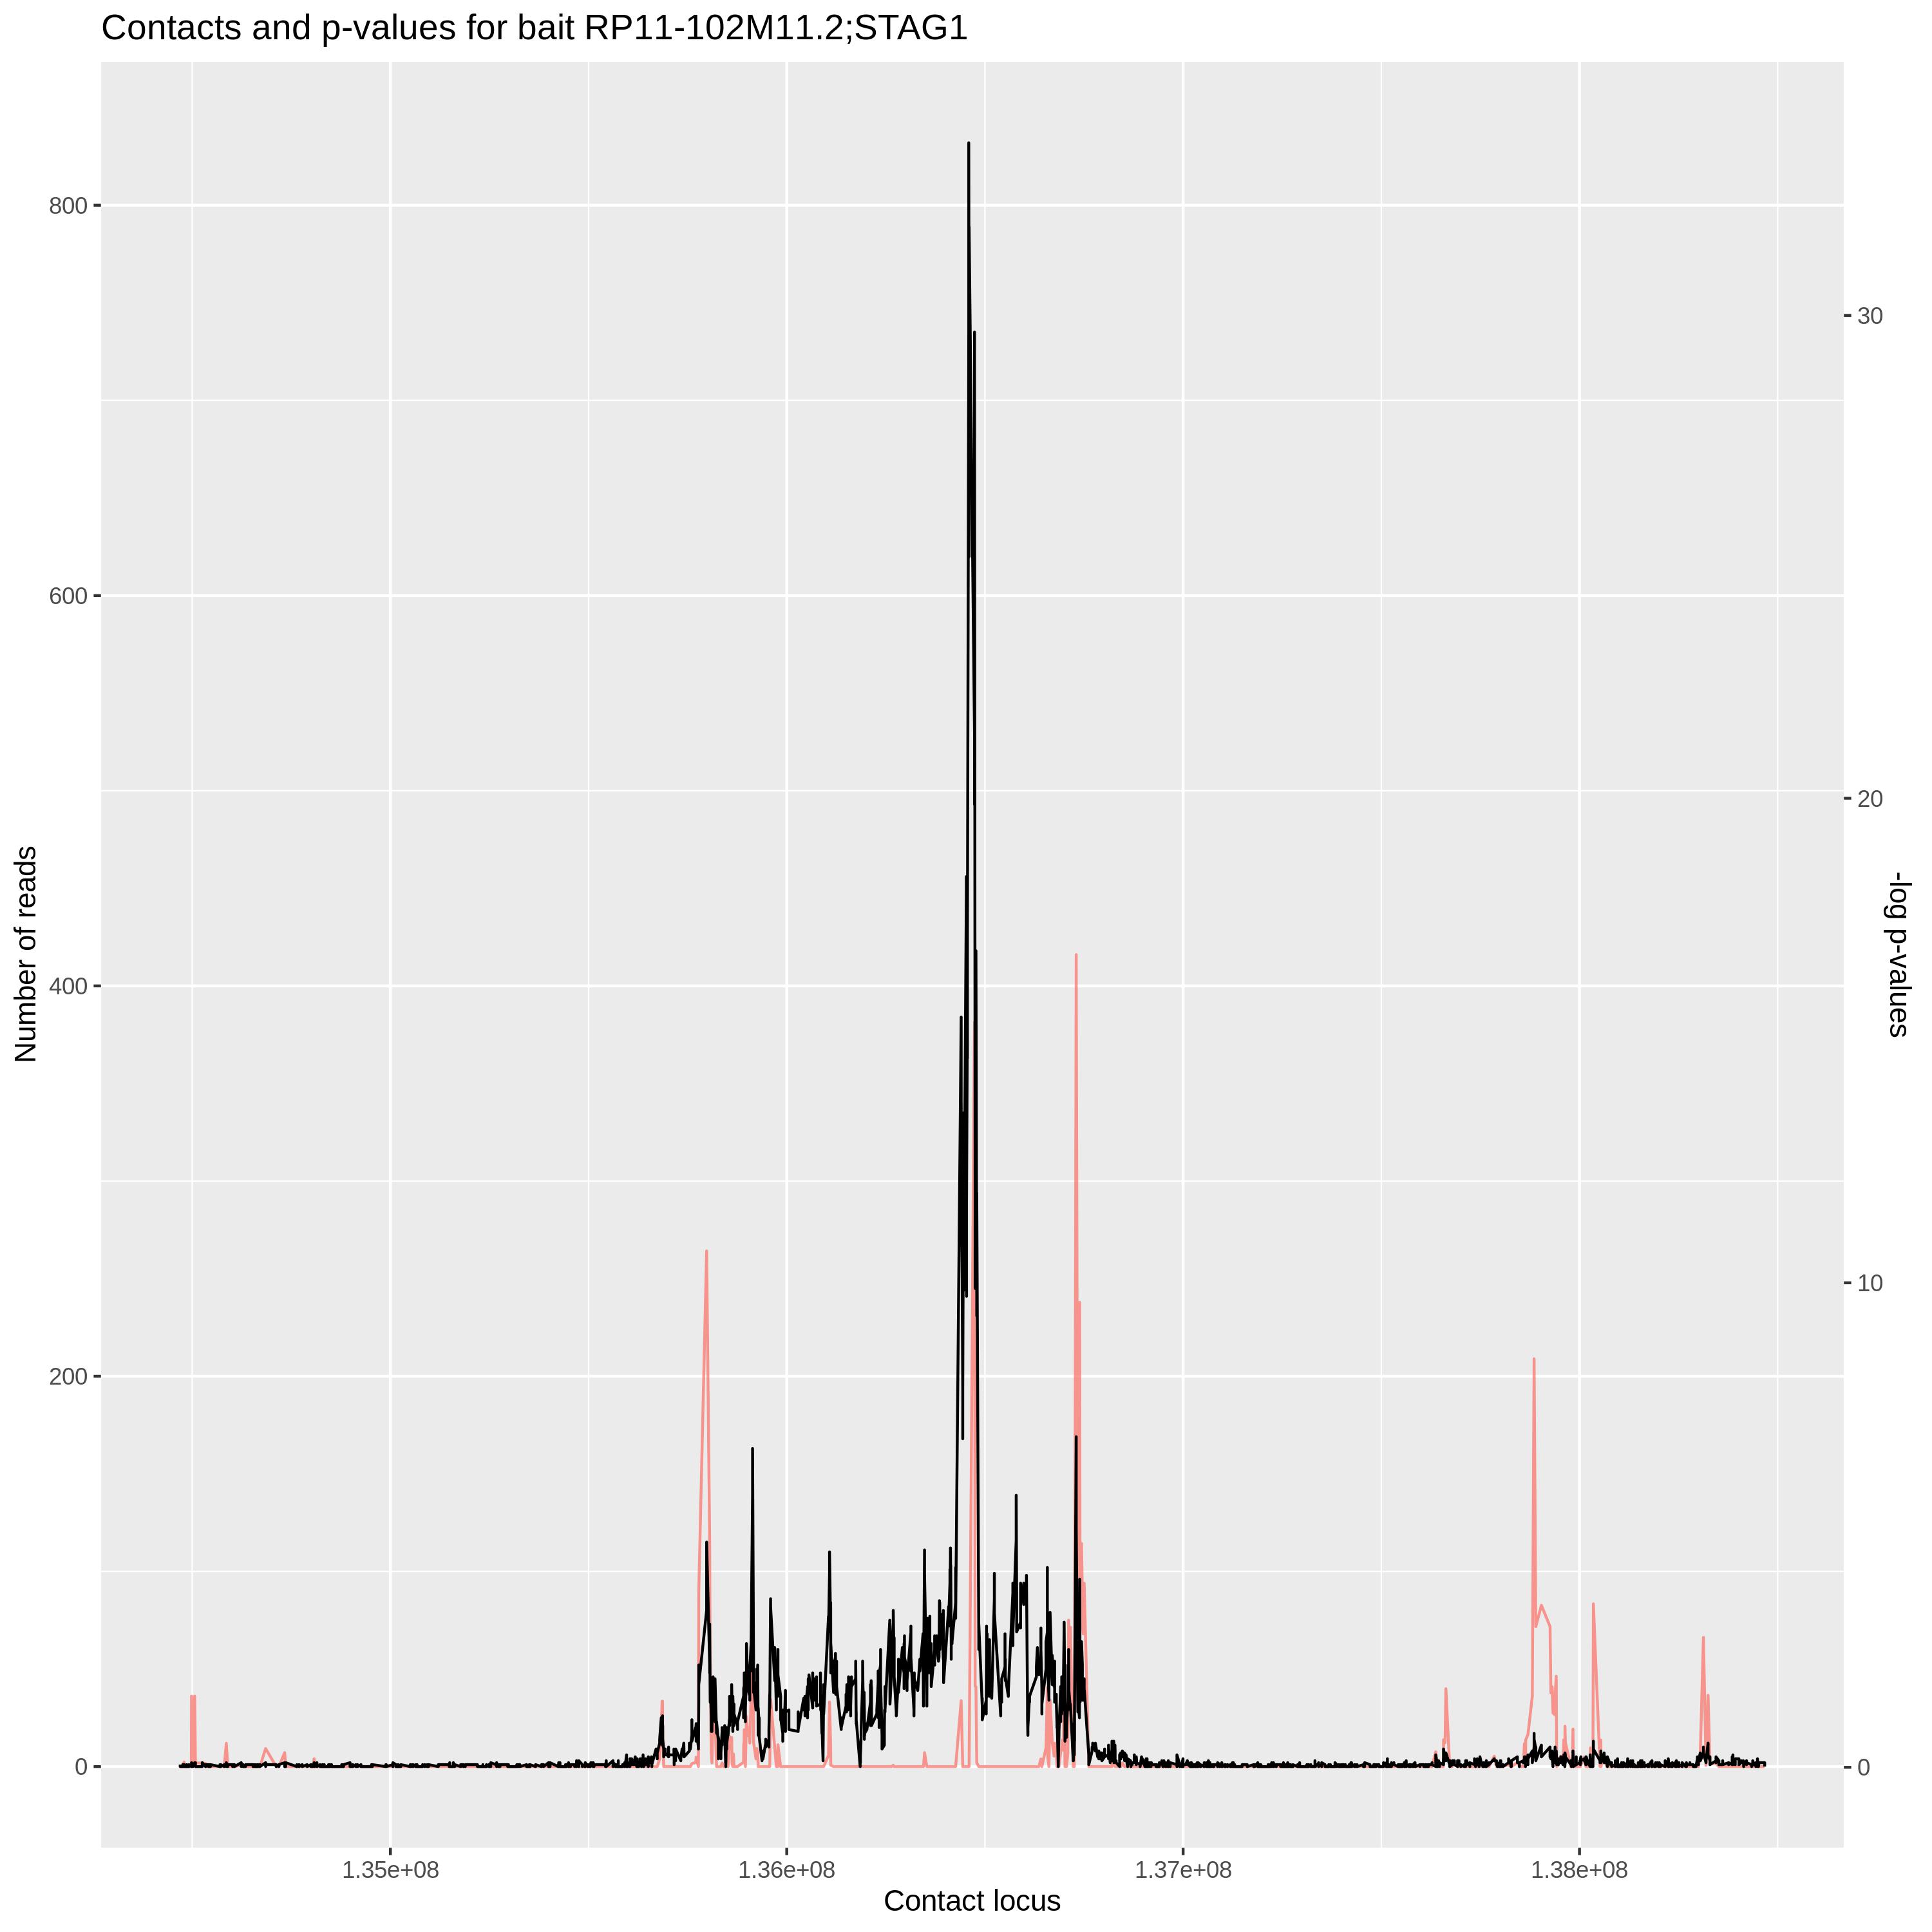 Contacts and p-values for bait RP11-102M11.2;STAG1
800
600
400
200
0
Number of reads
30
20
10
0
-log p-values
1.35e+08
1.36e+08
1.37e+08
1.38e+08
Contact locus